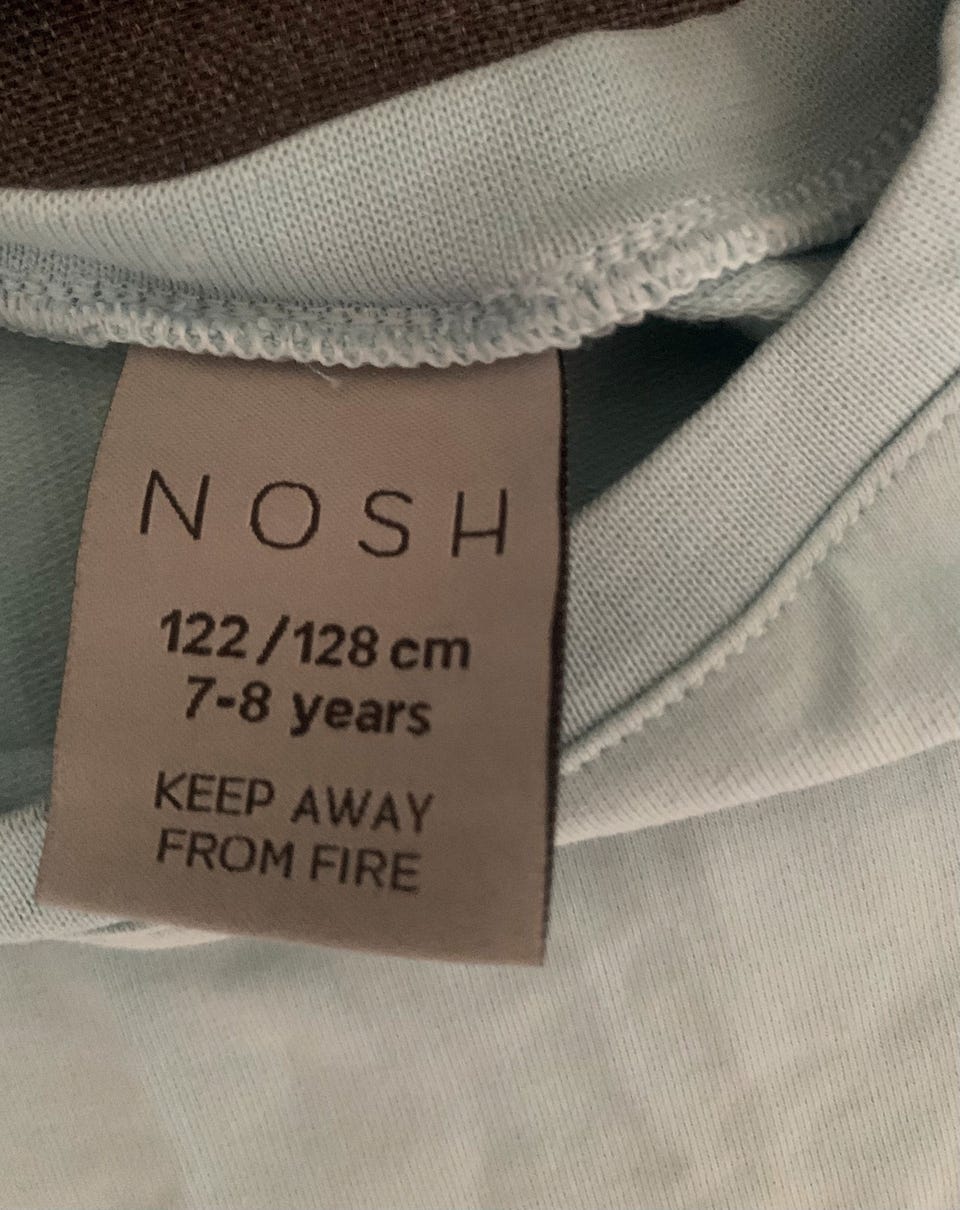 NOSH
122/128 cm
7-8 years
KEEP AWAY
FROM FIRE